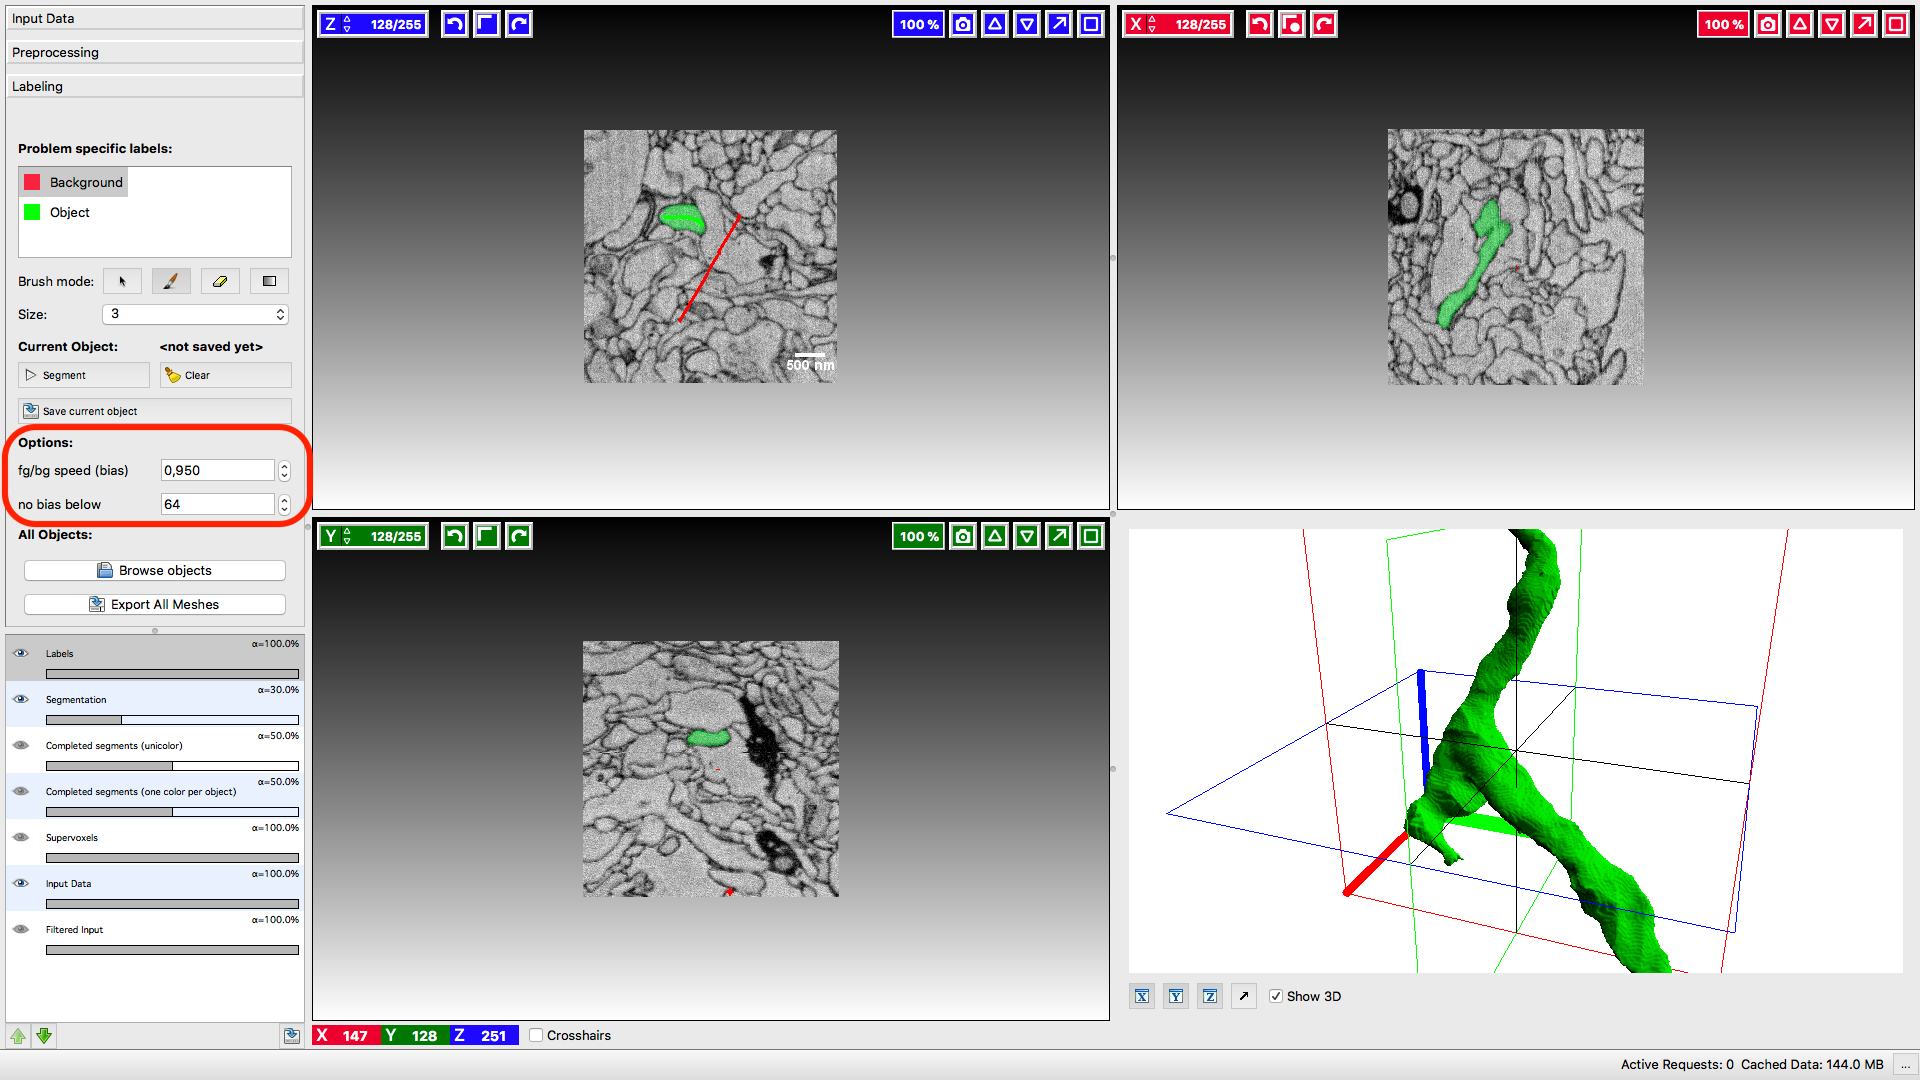 Input Data
Preprocessing
Labeling
Problem specific labels:
Background
Object
Brush mode:
Size: 3
Current Object: <not saved yet>
Segment Clear
Save current object
Options:
fg/bg speed (bias) 0,950
no bias below 64
All Objects:
Browse objects
Export All Meshes
α=100.0%
Labels
α=30.0%
Segmentation
α=50.0%
Completed segments (unicolor)
α=50.0%
Completed segments (one color per object)
α=100.0%
Supervoxels
α=100.0%
Input Data
α=100.0%
Filtered Input
Z 128/255 100 %
500 nm
X 128/255 100 %
Y 128/255 100 %
X Y Z Show 3D
X 147 Y 128 Z 251 Crosshairs
Active Requests: 0 Cached Data: 144.0 MB ...